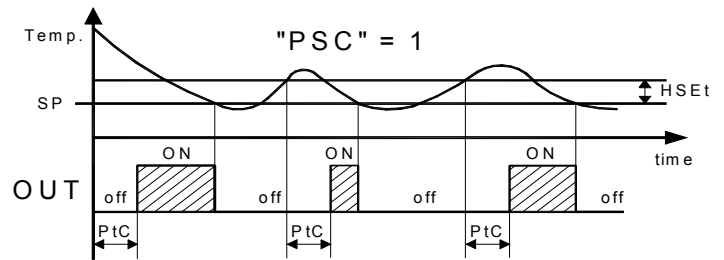 Temp.
"PSC" = 1
HSEt
SP
time
ON ON ON
OUT
off off off off
PtC PtC PtC